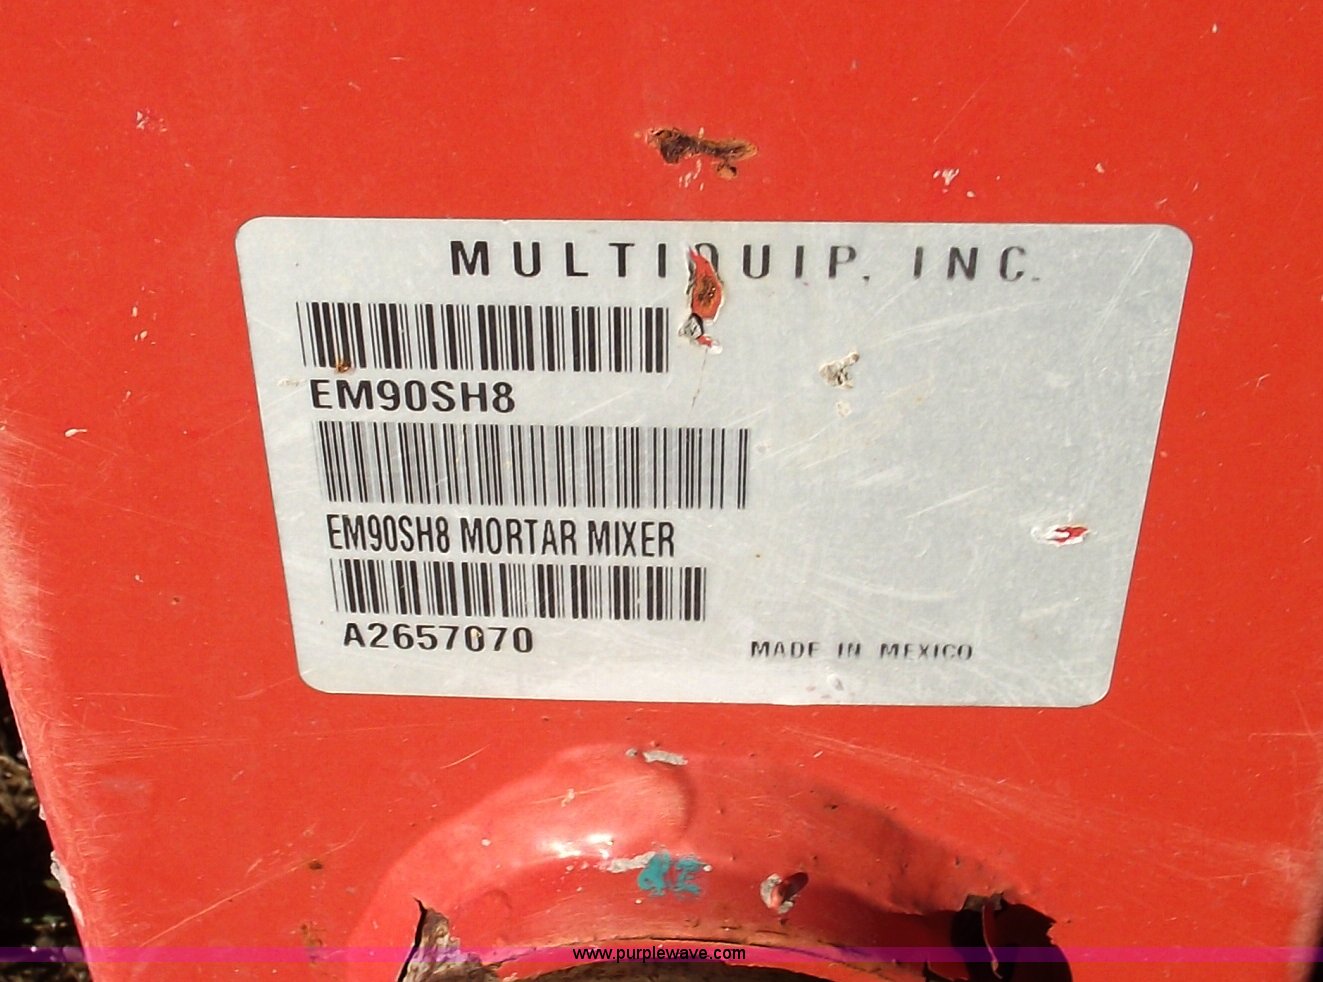 MULTIQUIP, INC.
EM90SH8
EM90SH8 MORTAR MIXER
A2657070
MADE IN MEXICO
www.purplewave.com